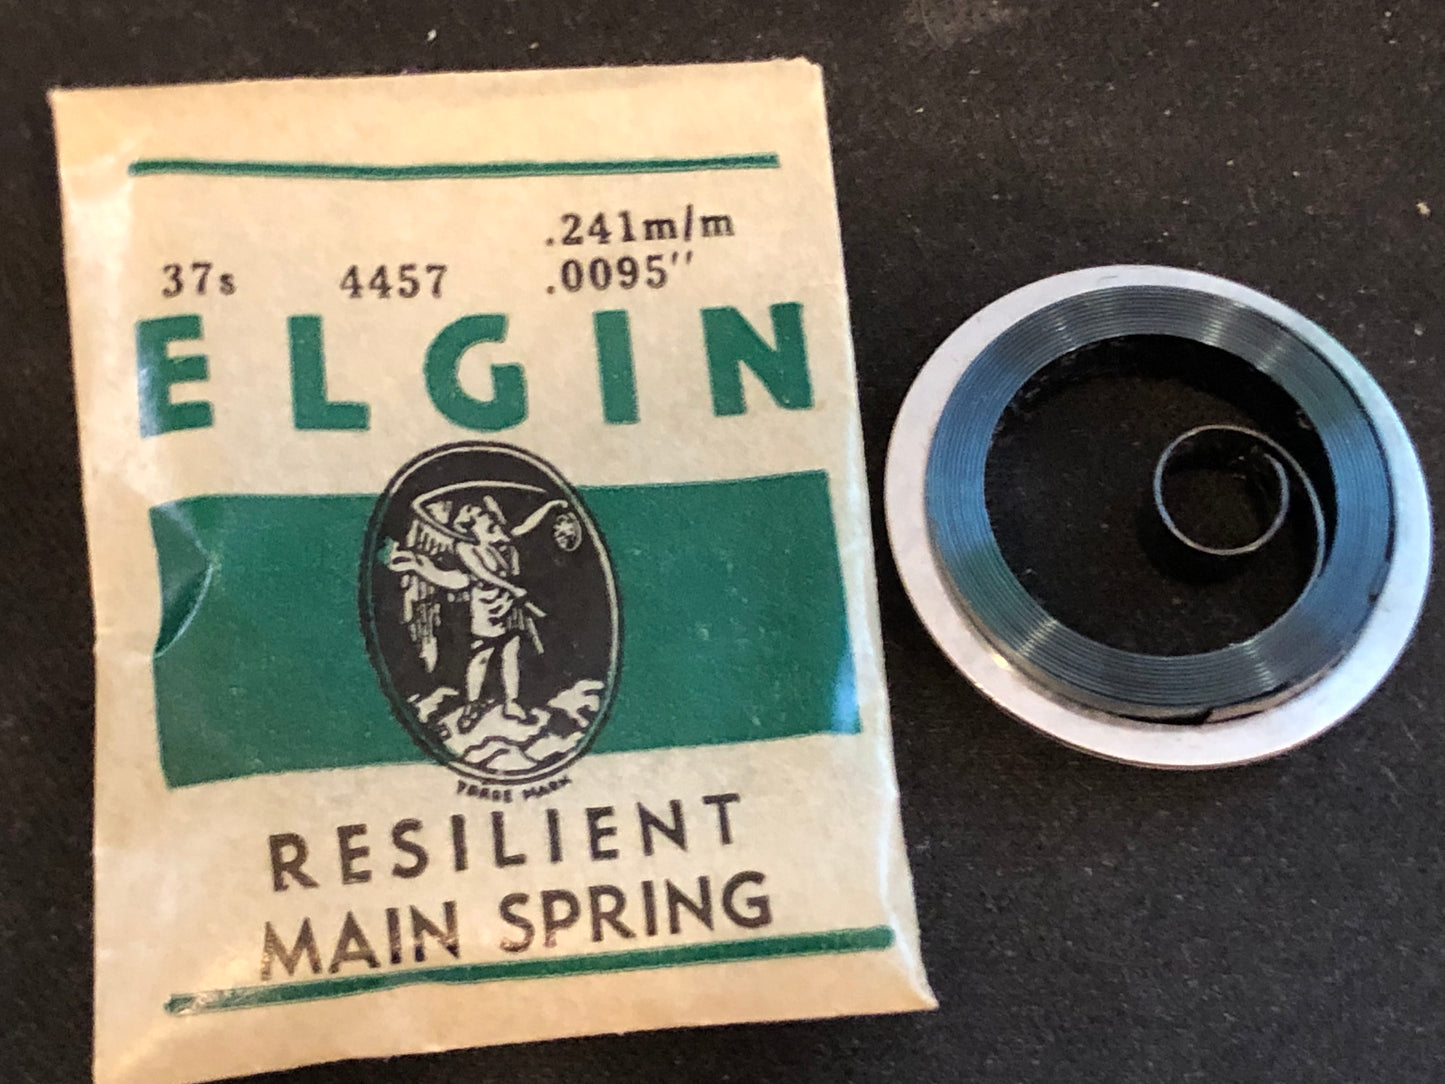 .241m/m
37s 4457 .0095"
ELGIN
TRADE MARK
RESILIENT
MAIN SPRING